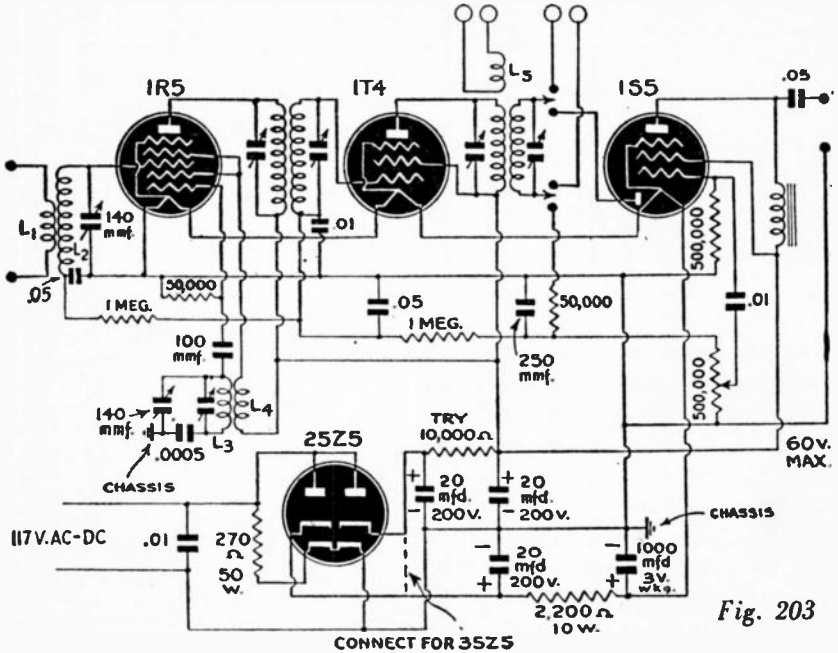 1R5
1T4
1S5
L5
.05
L1
L2
140
mmf.
.05
.01
50,000
1 MEG.
.05
1 MEG.
250
mmf.
50,000
500,000
.01
500,000
100
mmf.
140
mmf.
L3
L4
.0005
CHASSIS
25Z5
TRY
10,000Ω
60V.
MAX.
117V.AC-DC
.01
270
Ω
50
W.
+
20
mfd.
-200V.
+
20
mfd.
-200V.
CHASSIS
-
20
mfd
+ 200V.
-
1000
mfd
+ 3V.
wkg.
2,200Ω
10 W.
CONNECT FOR 35Z5
Fig. 203